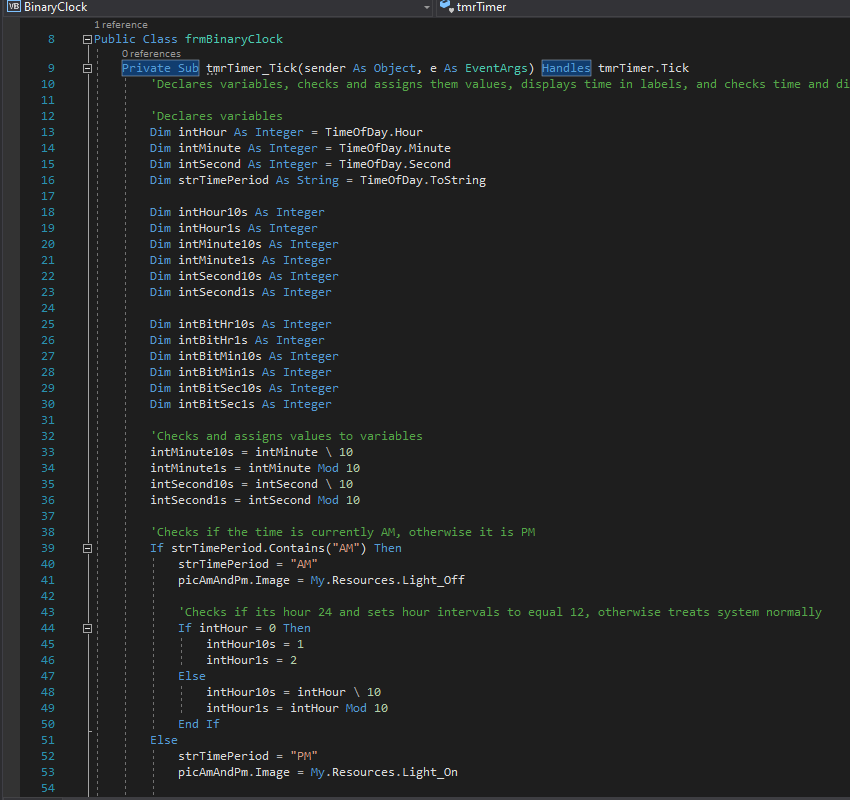 BinaryClock tmrTimer
1 reference
8 Public Class frmBinaryClock
0 references
9 Private Sub tmrTimer_Tick(sender As Object, e As EventArgs) Handles tmrTimer.Tick
10 'Declares variables, checks and assigns them values, displays time in labels, and checks time and di
11
12 'Declares variables
13 Dim intHour As Integer = TimeOfDay.Hour
14 Dim intMinute As Integer = TimeOfDay.Minute
15 Dim intSecond As Integer = TimeOfDay.Second
16 Dim strTimePeriod As String = TimeOfDay.ToString
17
18 Dim intHour10s As Integer
19 Dim intHour1s As Integer
20 Dim intMinute10s As Integer
21 Dim intMinute1s As Integer
22 Dim intSecond10s As Integer
23 Dim intSecond1s As Integer
24
25 Dim intBitHr10s As Integer
26 Dim intBitHr1s As Integer
27 Dim intBitMin10s As Integer
28 Dim intBitMin1s As Integer
29 Dim intBitSec10s As Integer
30 Dim intBitSec1s As Integer
31
32 'Checks and assigns values to variables
33 intMinute10s = intMinute \ 10
34 intMinute1s = intMinute Mod 10
35 intSecond10s = intSecond \ 10
36 intSecond1s = intSecond Mod 10
37
38 'Checks if the time is currently AM, otherwise it is PM
39 If strTimePeriod.Contains("AM") Then
40 strTimePeriod = "AM"
41 picAmAndPm.Image = My.Resources.Light_Off
42
43 'Checks if its hour 24 and sets hour intervals to equal 12, otherwise treats system normally
44 If intHour = 0 Then
45 intHour10s = 1
46 intHour1s = 2
47 Else
48 intHour10s = intHour \ 10
49 intHour1s = intHour Mod 10
50 End If
51 Else
52 strTimePeriod = "PM"
53 picAmAndPm.Image = My.Resources.Light_On
54